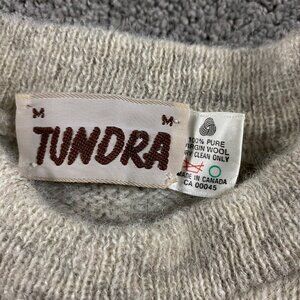 M M
TUNDRA
100% PURE
VIRGIN WOOL
DRY CLEAN ONLY
MADE IN CANADA
CA 00045